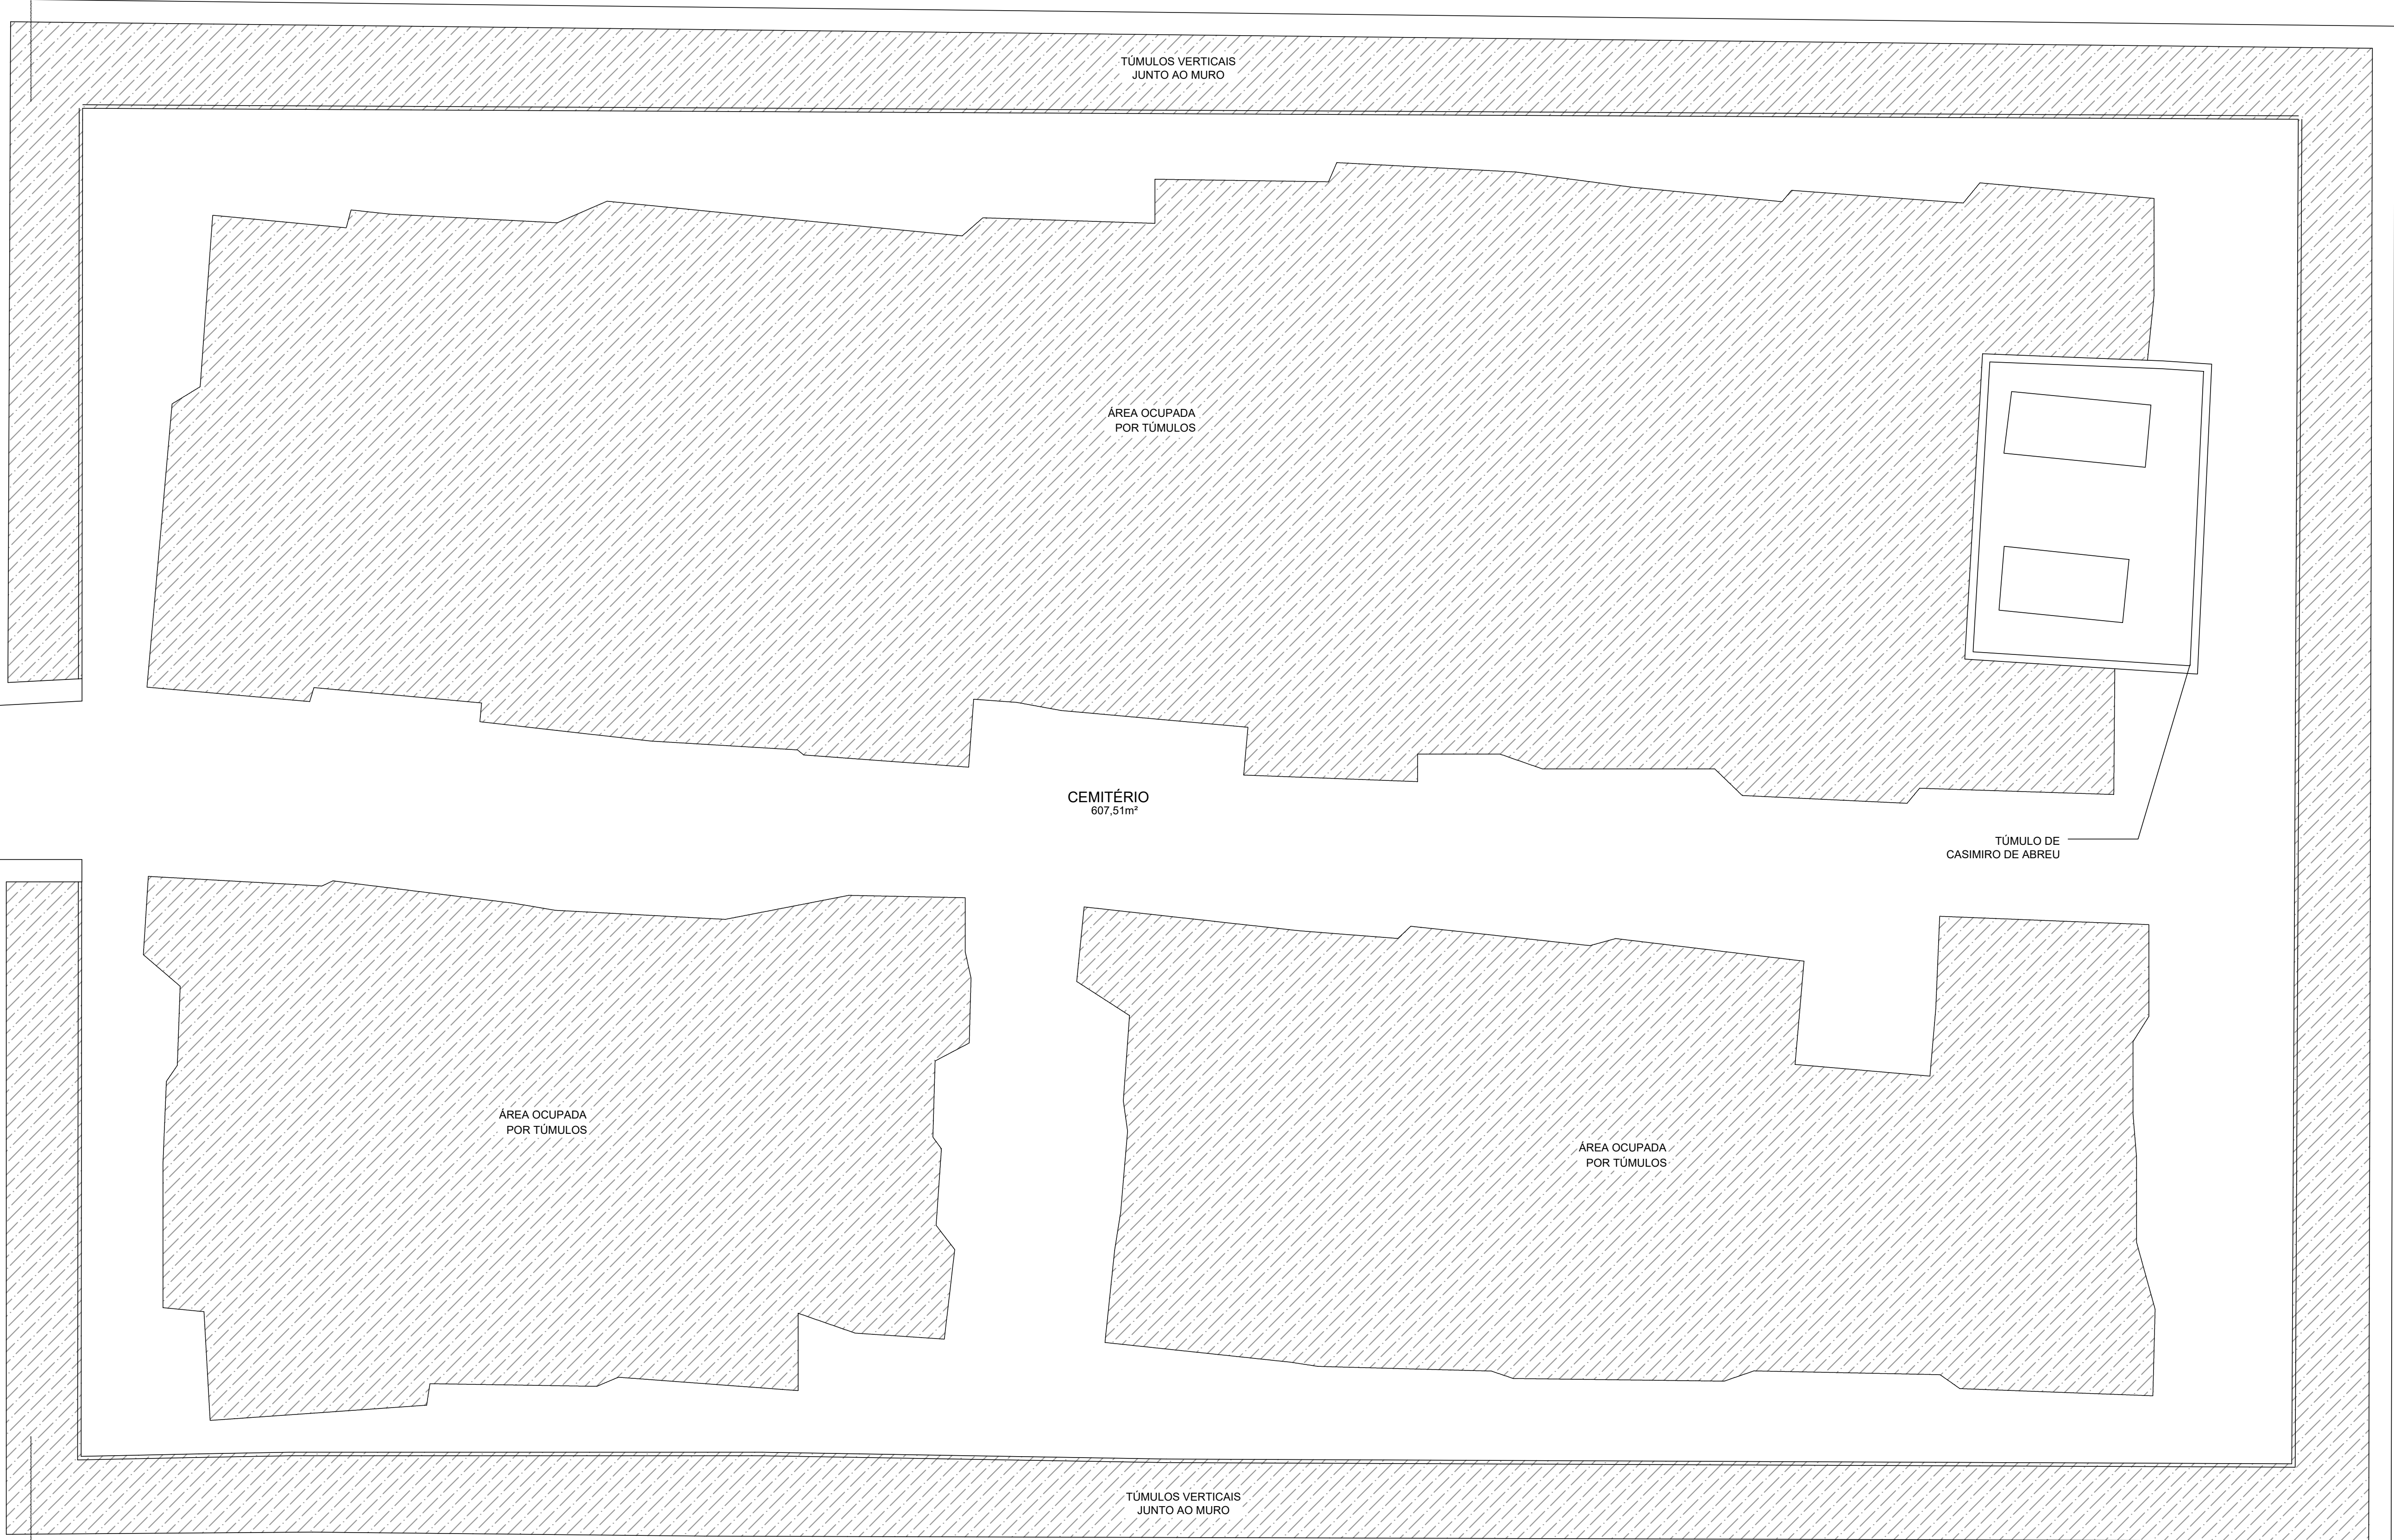 TÚMULOS VERTICAIS
JUNTO AO MURO
ÁREA OCUPADA
POR TÚMULOS
CEMITÉRIO
607,51m²
TÚMULO DE
CASIMIRO DE ABREU
ÁREA OCUPADA
POR TÚMULOS
ÁREA OCUPADA
POR TÚMULOS
TÚMULOS VERTICAIS
JUNTO AO MURO